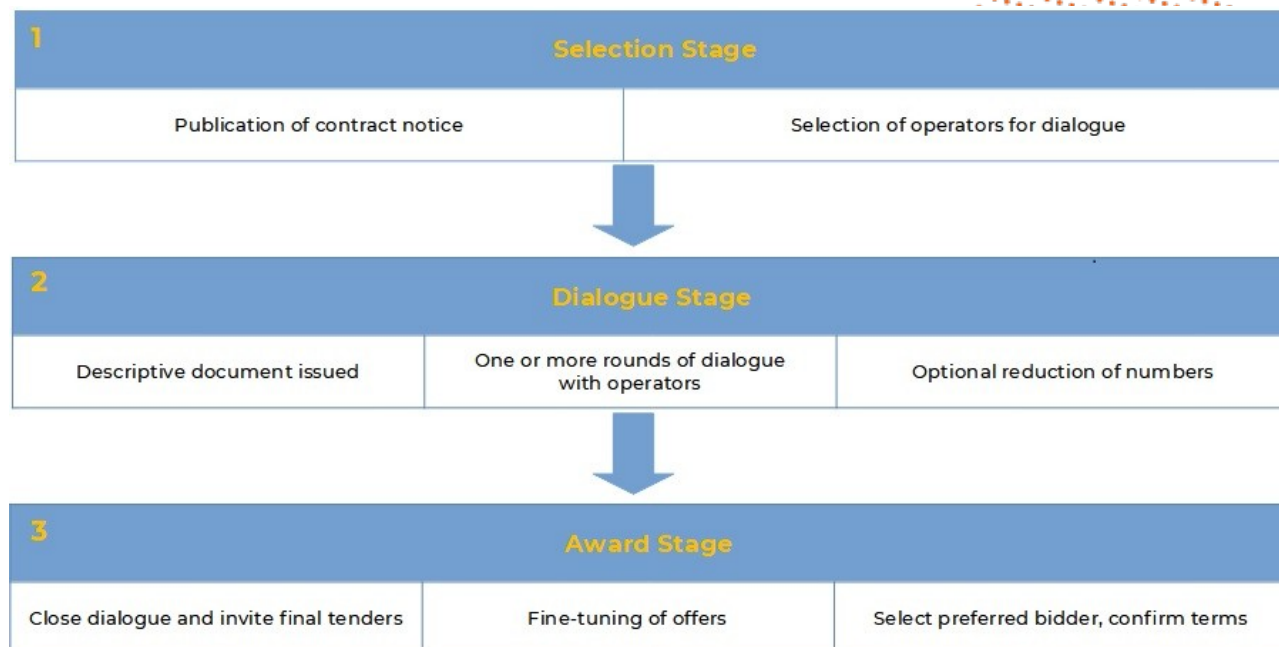 1
Selection Stage
Publication of contract notice
Selection of operators for dialogue
2
Dialogue Stage
Descriptive document issued
One or more rounds of dialogue
with operators
Optional reduction of numbers
3
Award Stage
Close dialogue and invite final tenders
Fine-tuning of offers
Select preferred bidder, confirm terms